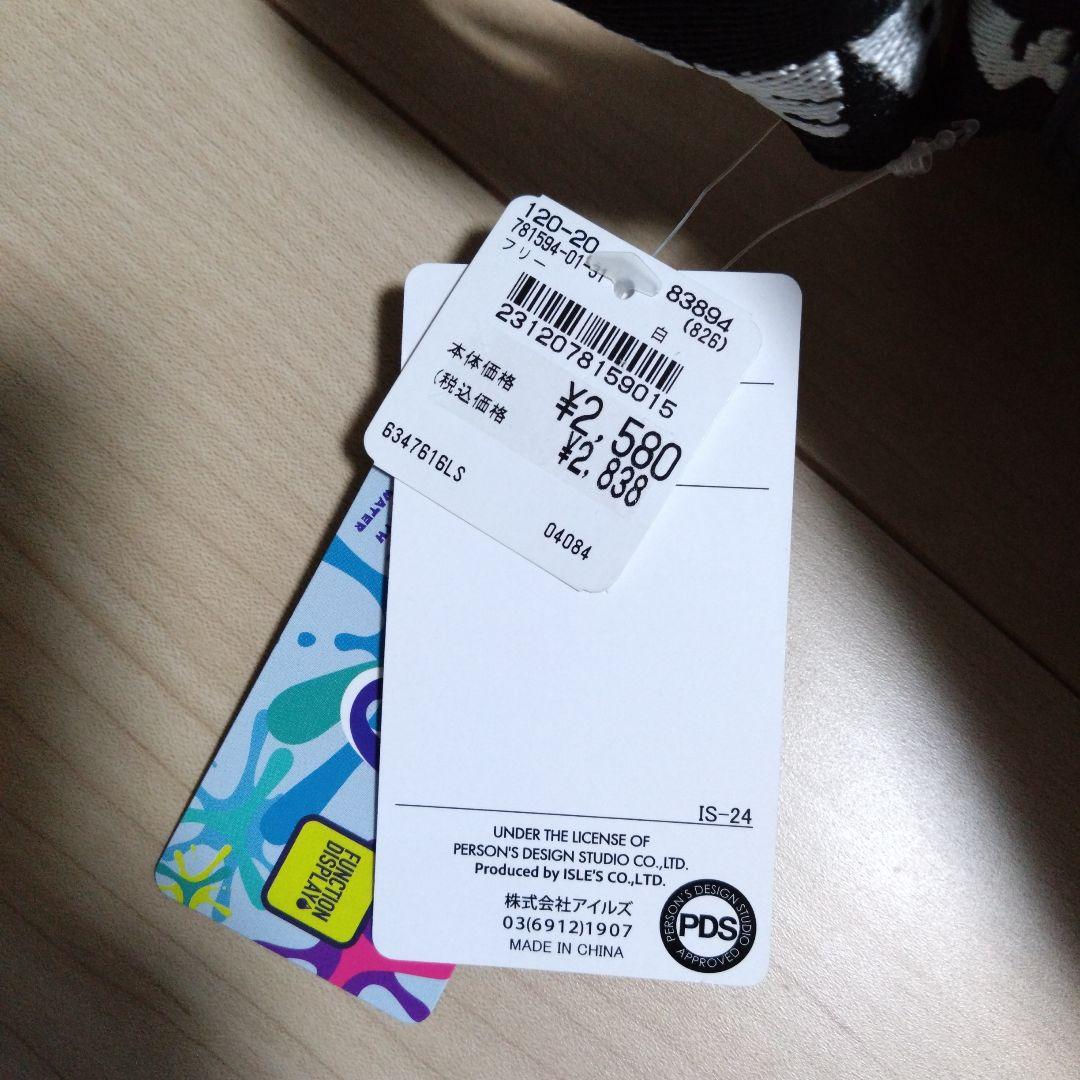 120-20
781594-01-31
フリー
83894
(826)
白
2312078159015
本体価格 ¥2,580
(税込価格 ¥2,838
6347616LS
04084
WATER
FUNCTION
DISPLAY
IS-24
UNDER THE LICENSE OF
PERSON'S DESIGN STUDIO CO.,LTD.
Produced by ISLE'S CO.,LTD.
株式会社アイルズ
03(6912)1907
MADE IN CHINA
PERSON'S DESIGN STUDIO
PDS
APPROVED